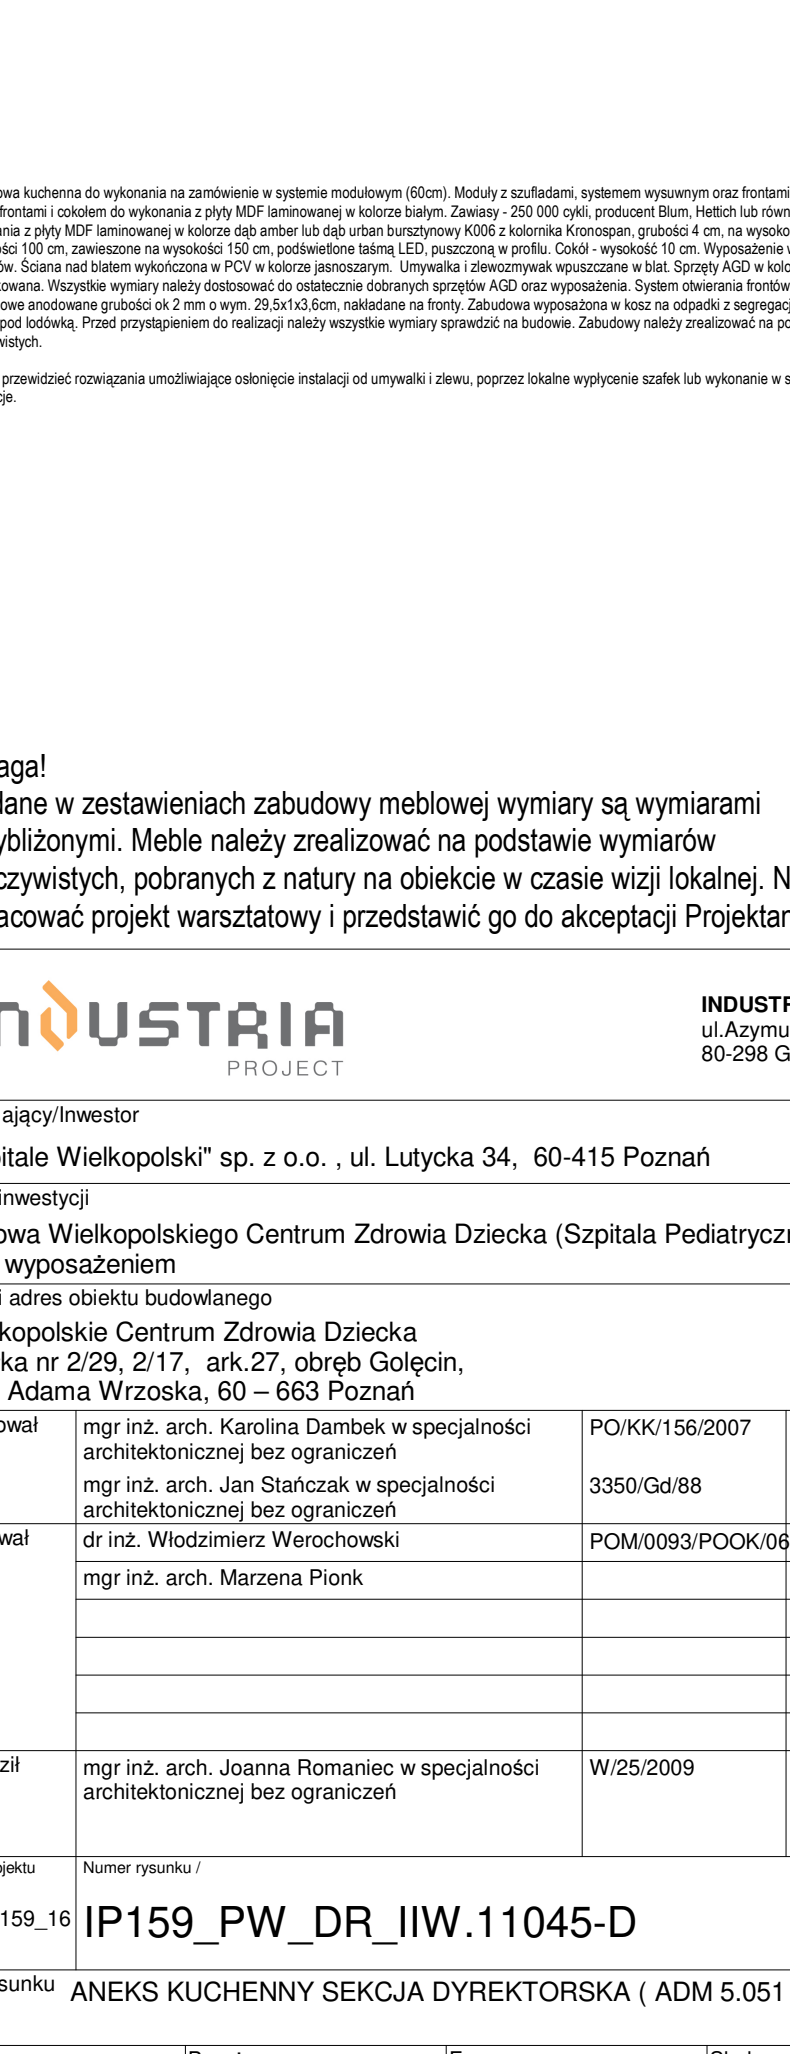 owa kuchenna do wykonania na zamówienie w systemie modułowym (60cm). Moduły z szufladami, systemem wysuwnym oraz frontami
frontami i cokołem do wykonania z płyty MDF laminowanej w kolorze białym. Zawiasy - 250 000 cykli, producent Blum, Hettich lub równ
ania z płyty MDF laminowanej w kolorze dąb amber lub dąb urban bursztynowy K006 z kolornika Kronospan, grubości 4 cm, na wysoko
ości 100 cm, zawieszone na wysokości 150 cm, podświetlone taśmą LED, puszczoną w profilu. Cokół - wysokość 10 cm. Wyposażenie w
ów. Ściana nad blatem wykończona w PCV w kolorze jasnoszarym. Umywalka i zlewozmywak wpuszczane w blat. Sprzęty AGD w kolo
kowana. Wszystkie wymiary należy dostosować do ostatecznie dobranych sprzętów AGD oraz wyposażenia. System otwierania frontów
owe anodowane grubości ok 2 mm o wym. 29,5x1x3,6cm, nakładane na fronty. Zabudowa wyposażona w kosz na odpadki z segregacj
pod lodówką. Przed przystąpieniem do realizacji należy wszystkie wymiary sprawdzić na budowie. Zabudowy należy zrealizować na po
wistych.
przewidzieć rozwiązania umożliwiające osłonięcie instalacji od umywalki i zlewu, poprzez lokalne wypłycenie szafek lub wykonanie w s
cje.
aga!
dane w zestawieniach zabudowy meblowej wymiary są wymiarami
ybliżonymi. Meble należy zrealizować na podstawie wymiarów
czywistych, pobranych z natury na obiekcie w czasie wizji lokalnej. N
acować projekt warsztatowy i przedstawić go do akceptacji Projektan
INDUSTRIA
PROJECT
INDUSTR
ul.Azymu
80-298 G
ający/Inwestor
pitale Wielkopolski" sp. z o.o. , ul. Lutycka 34, 60-415 Poznań
inwestycji
owa Wielkopolskiego Centrum Zdrowia Dziecka (Szpitala Pediatryczn
wyposażeniem
i adres obiektu budowlanego
kopolskie Centrum Zdrowia Dziecka
ka nr 2/29, 2/17, ark.27, obręb Golęcin,
Adama Wrzoska, 60 – 663 Poznań
ował mgr inż. arch. Karolina Dambek w specjalności PO/KK/156/2007
architektonicznej bez ograniczeń
mgr inż. arch. Jan Stańczak w specjalności 3350/Gd/88
architektonicznej bez ograniczeń
wał dr inż. Włodzimierz Werochowski POM/0093/POOK/06
mgr inż. arch. Marzena Pionk
ził mgr inż. arch. Joanna Romaniec w specjalności W/25/2009
architektonicznej bez ograniczeń
ojektu Numer rysunku /
159_16 IP159_PW_DR_IIW.11045-D
sunku ANEKS KUCHENNY SEKCJA DYREKTORSKA ( ADM 5.051